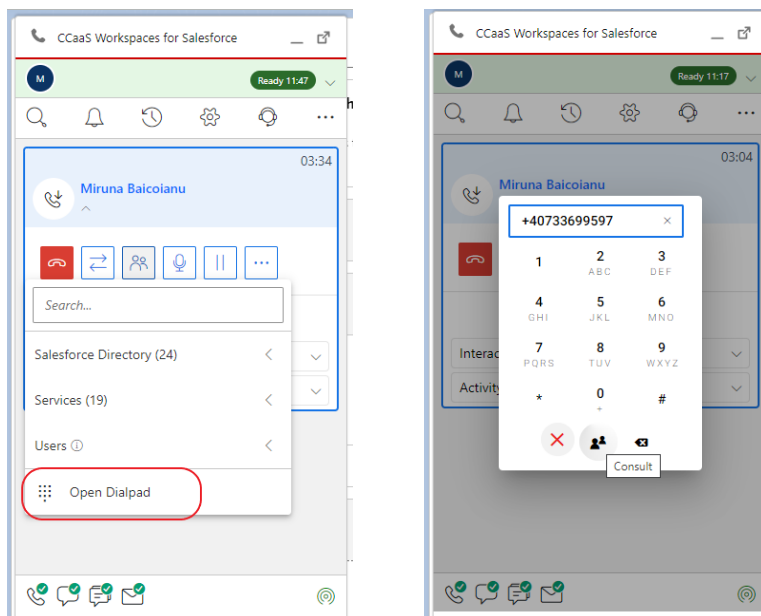 CCaaS Workspaces for Salesforce
M
Ready 11:47
03:34
Miruna Baicoianu
Search...
Salesforce Directory (24)
Services (19)
Users
Open Dialpad
CCaaS Workspaces for Salesforce
M
Ready 11:17
03:04
Miruna Baicoianu
+40733699597
1 2 3
ABC DEF
4 5 6
GHI JKL MNO
Interac
7 8 9
PQRS TUV WXYZ
Activity
* 0 #
+
Consult